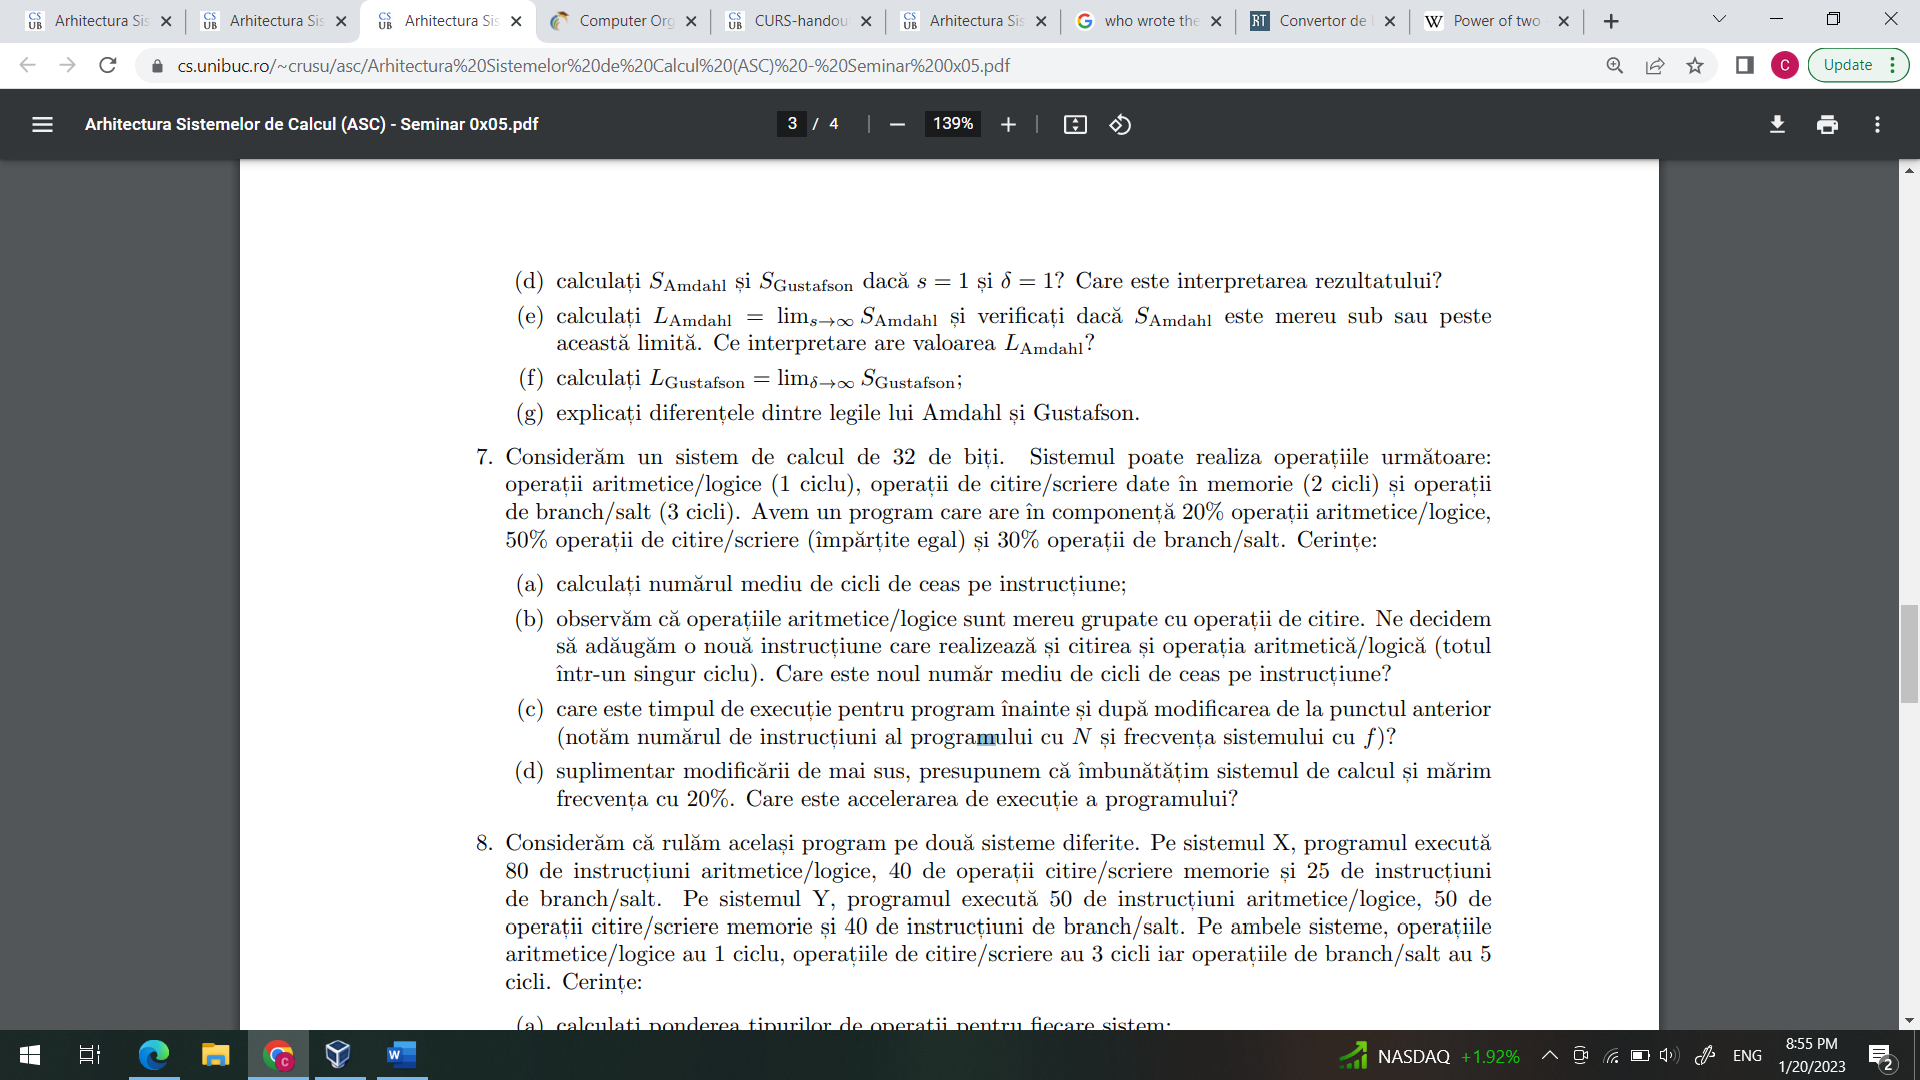 Arhitectura Sis
Arhitectura Sis
Arhitectura Sis
Computer Org
CURS-handou
Arhitectura Sis
who wrote the
Convertor de
Power of two
cs.unibuc.ro/~crusu/asc/Arhitectura%20Sistemelor%20de%20Calcul%20(ASC)%20-%20Seminar%200x05.pdf
C
Update
Arhitectura Sistemelor de Calcul (ASC) - Seminar 0x05.pdf
3 / 4
139%
(d) calculați S_Amdahl și S_Gustafson dacă s = 1 și δ = 1? Care este interpretarea rezultatului?
(e) calculați L_Amdahl = lim_{s→∞} S_Amdahl și verificați dacă S_Amdahl este mereu sub sau peste
această limită. Ce interpretare are valoarea L_Amdahl?
(f) calculați L_Gustafson = lim_{δ→∞} S_Gustafson;
(g) explicați diferențele dintre legile lui Amdahl și Gustafson.
7. Considerăm un sistem de calcul de 32 de biți. Sistemul poate realiza operațiile următoare:
operații aritmetice/logice (1 ciclu), operații de citire/scriere date în memorie (2 cicli) și operații
de branch/salt (3 cicli). Avem un program care are în componență 20% operații aritmetice/logice,
50% operații de citire/scriere (împărțite egal) și 30% operații de branch/salt. Cerințe:
(a) calculați numărul mediu de cicli de ceas pe instrucțiune;
(b) observăm că operațiile aritmetice/logice sunt mereu grupate cu operații de citire. Ne decidem
să adăugăm o nouă instrucțiune care realizează și citirea și operația aritmetică/logică (totul
într-un singur ciclu). Care este noul număr mediu de cicli de ceas pe instrucțiune?
(c) care este timpul de execuție pentru program înainte și după modificarea de la punctul anterior
(notăm numărul de instrucțiuni al programului cu N și frecvența sistemului cu f)?
(d) suplimentar modificării de mai sus, presupunem că îmbunătățim sistemul de calcul și mărim
frecvența cu 20%. Care este accelerarea de execuție a programului?
8. Considerăm că rulăm același program pe două sisteme diferite. Pe sistemul X, programul execută
80 de instrucțiuni aritmetice/logice, 40 de operații citire/scriere memorie și 25 de instrucțiuni
de branch/salt. Pe sistemul Y, programul execută 50 de instrucțiuni aritmetice/logice, 50 de
operații citire/scriere memorie și 40 de instrucțiuni de branch/salt. Pe ambele sisteme, operațiile
aritmetice/logice au 1 ciclu, operațiile de citire/scriere au 3 cicli iar operațiile de branch/salt au 5
cicli. Cerințe:
(a) calculați ponderea tipurilor de operații pentru fiecare sistem;
NASDAQ +1.92%
ENG
8:55 PM
1/20/2023
2